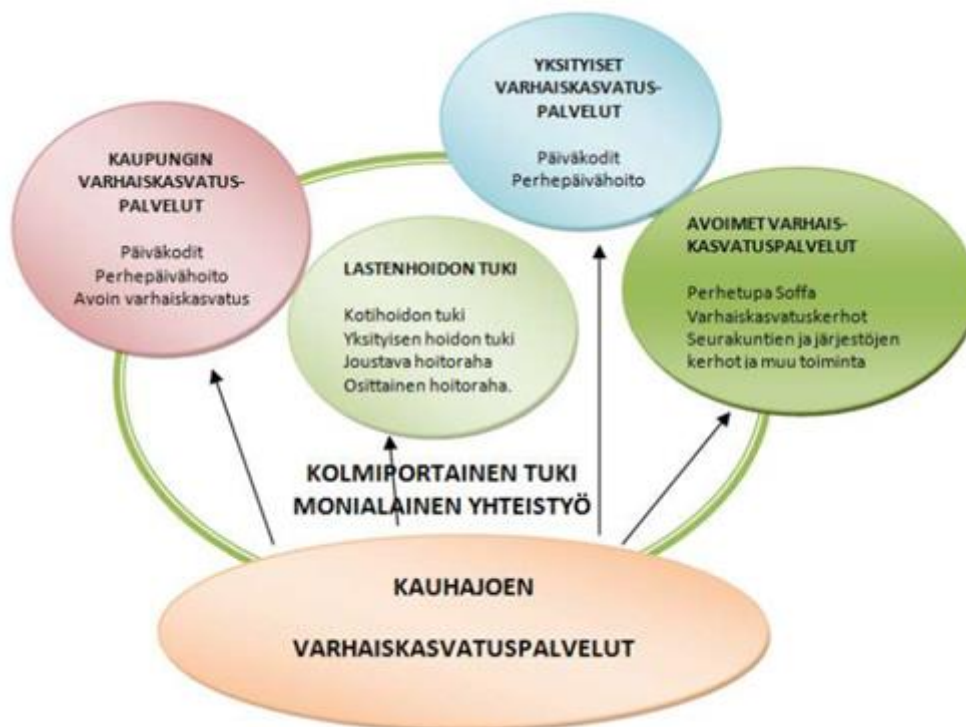 YKSITYISET
VARHAISKASVATUS-
PALVELUT
Päiväkodit
Perhepäivähoito
KAUPUNGIN
VARHAISKASVATUS-
PALVELUT
Päiväkodit
Perhepäivähoito
Avoin varhaiskasvatus
LASTENHOIDON TUKI
Kotihoidon tuki
Yksityisen hoidon tuki
Joustava hoitoraha
Osittainen hoitoraha.
AVOIMET VARHAIS-
KASVATUSPALVELUT
Perhetupa Soffa
Varhaiskasvatuskerhot
Seurakuntien ja järjestöjen
kerhot ja muu toiminta
KOLMIPORTAINEN TUKI
MONIALAINEN YHTEISTYÖ
KAUHAJOEN
VARHAISKASVATUSPALVELUT